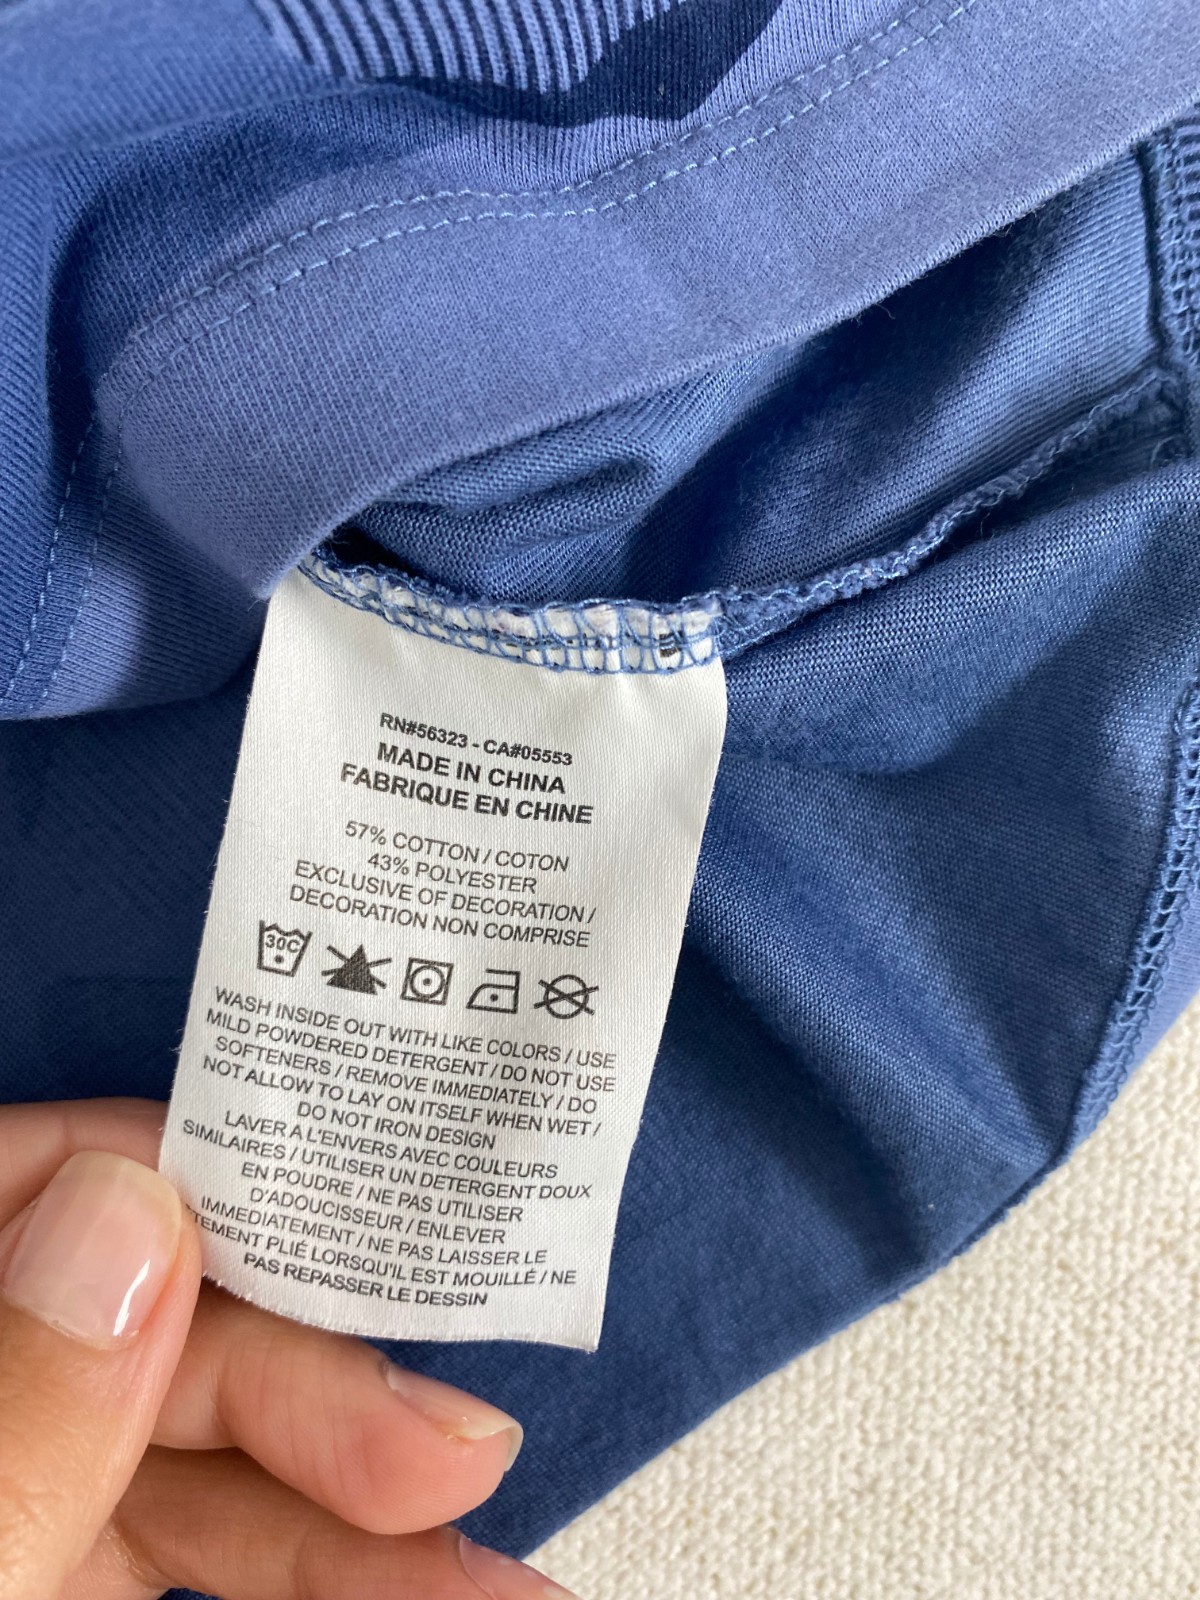 RN#56323 - CA#05553
MADE IN CHINA
FABRIQUE EN CHINE
57% COTTON / COTON
43% POLYESTER
EXCLUSIVE OF DECORATION /
DECORATION NON COMPRISE
30C
WASH INSIDE OUT WITH LIKE COLORS / USE
MILD POWDERED DETERGENT / DO NOT USE
SOFTENERS / REMOVE IMMEDIATELY / DO
NOT ALLOW TO LAY ON ITSELF WHEN WET /
DO NOT IRON DESIGN
LAVER A L'ENVERS AVEC COULEURS
SIMILAIRES / UTILISER UN DETERGENT DOUX
EN POUDRE / NE PAS UTILISER
D'ADOUCISSEUR / ENLEVER
IMMEDIATEMENT / NE PAS LAISSER LE
PLIÉ LORSQU'IL EST MOUILLÉ / NE
PAS REPASSER LE DESSIN